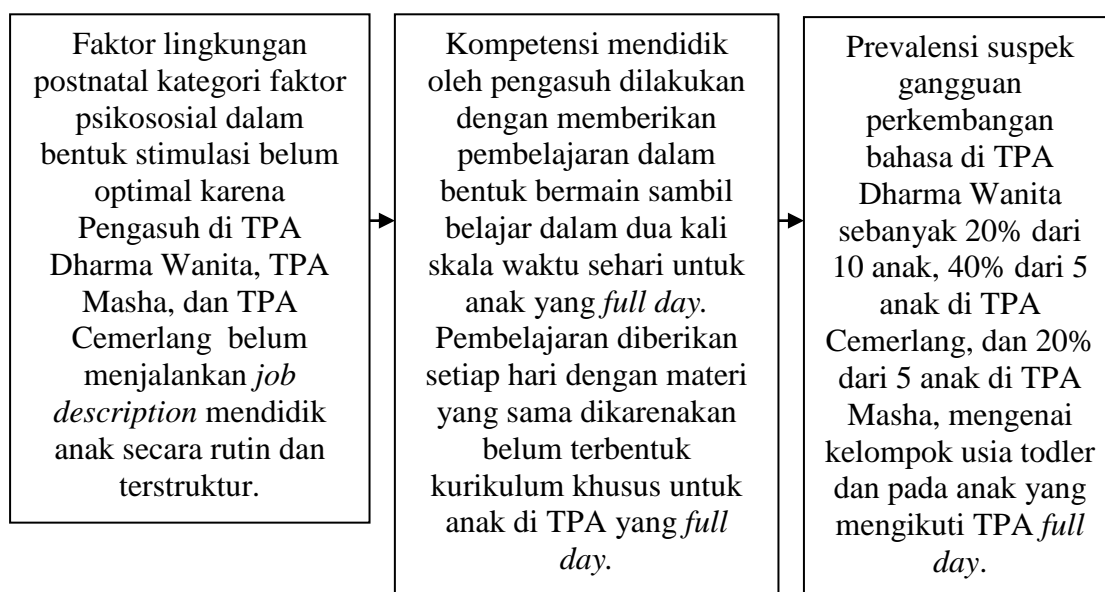 Faktor lingkungan
postnatal kategori faktor
psikososial dalam
bentuk stimulasi belum
optimal karena
Pengasuh di TPA
Dharma Wanita, TPA
Masha, dan TPA
Cemerlang belum
menjalankan job
description mendidik
anak secara rutin dan
terstruktur.
Kompetensi mendidik
oleh pengasuh dilakukan
dengan memberikan
pembelajaran dalam
bentuk bermain sambil
belajar dalam dua kali
skala waktu sehari untuk
anak yang full day.
Pembelajaran diberikan
setiap hari dengan materi
yang sama dikarenakan
belum terbentuk
kurikulum khusus untuk
anak di TPA yang full
day.
Prevalensi suspek
gangguan
perkembangan
bahasa di TPA
Dharma Wanita
sebanyak 20% dari
10 anak, 40% dari 5
anak di TPA
Cemerlang, dan 20%
dari 5 anak di TPA
Masha, mengenai
kelompok usia todler
dan pada anak yang
mengikuti TPA full
day.